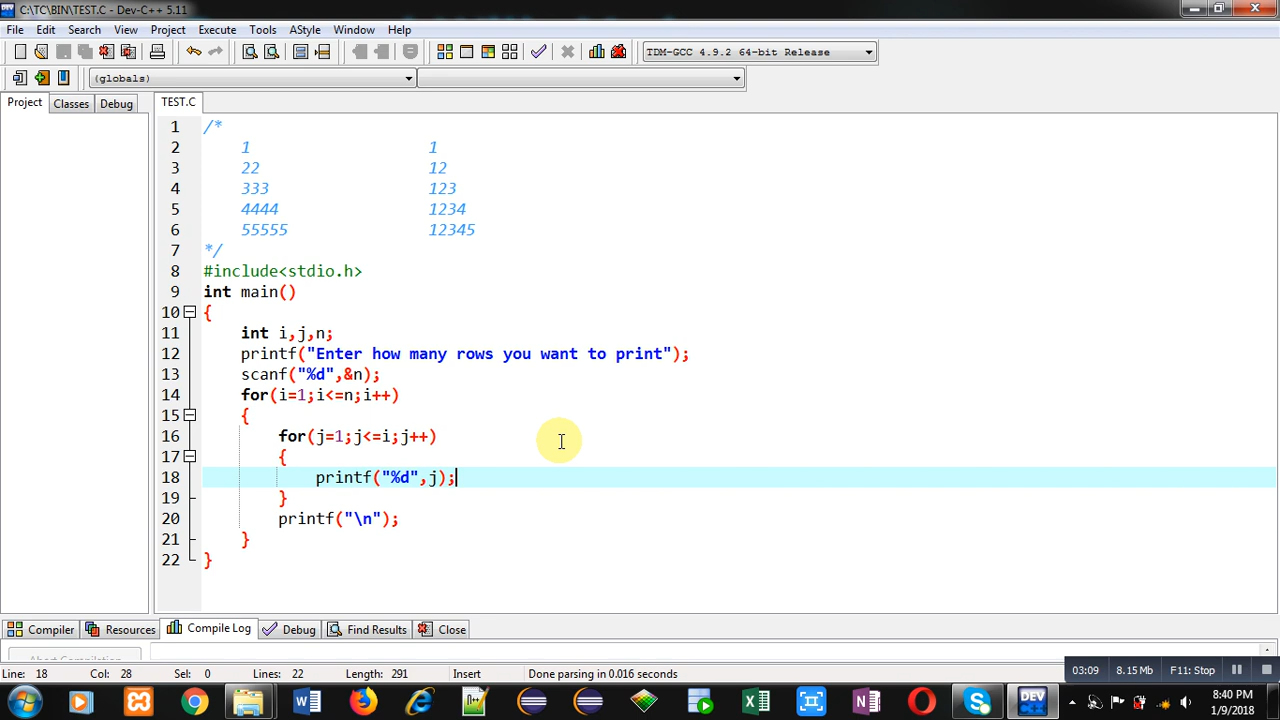 C:\TC\BIN\TEST.C - Dev-C++ 5.11
File Edit Search View Project Execute Tools AStyle Window Help
TDM-GCC 4.9.2 64-bit Release
(globals)
Project Classes Debug TEST.C
1 /*
2 1 1
3 22 12
4 333 123
5 4444 1234
6 55555 12345
7 */
8 #include<stdio.h>
9 int main()
10 {
11 int i,j,n;
12 printf("Enter how many rows you want to print");
13 scanf("%d",&n);
14 for(i=1;i<=n;i++)
15 {
16 for(j=1;j<=i;j++)
17 {
18 printf("%d",j);
19 }
20 printf("\n");
21 }
22 }
Compiler Resources Compile Log Debug Find Results Close
Abort Compilation
Line: 18 Col: 28 Sel: 0 Lines: 22 Length: 291 Insert Done parsing in 0.016 seconds
03:09 8.15 Mb F11: Stop
DEV
8:40 PM
1/9/2018